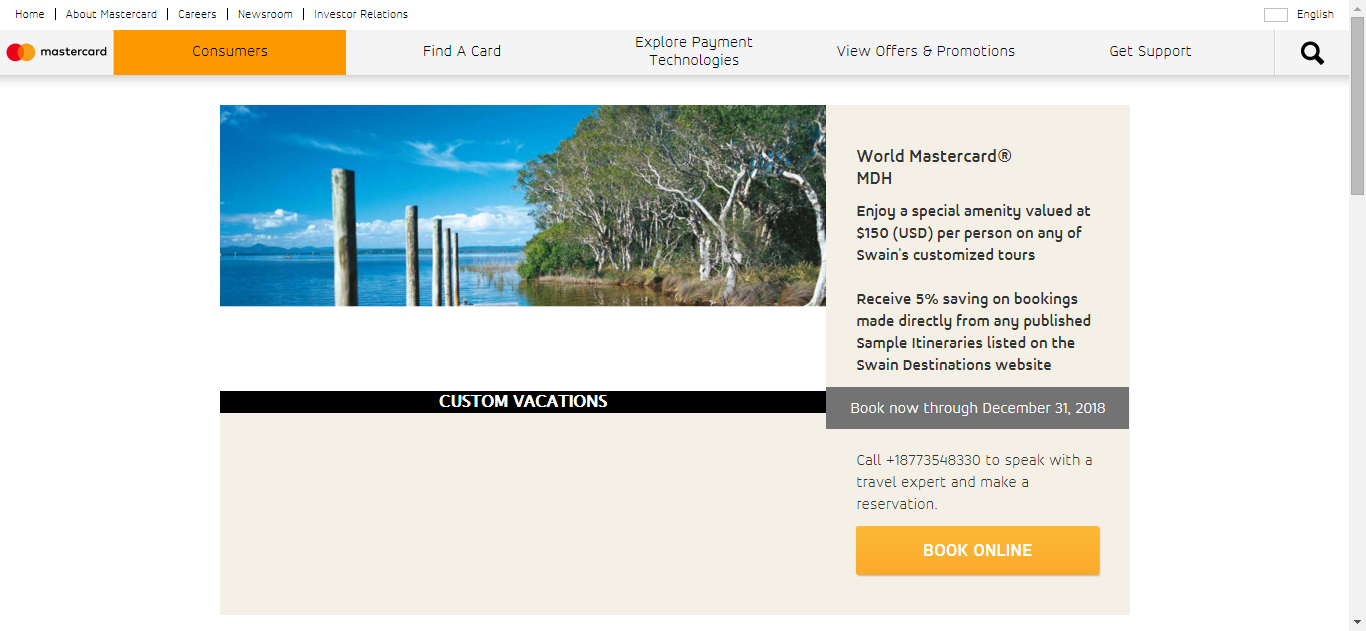 Home
About Mastercard
Careers
Newsroom
Investor Relations
English
mastercard
Consumers
Find A Card
Explore Payment
Technologies
View Offers & Promotions
Get Support
World Mastercard®
MDH
Enjoy a special amenity valued at
$150 (USD) per person on any of
Swain's customized tours
Receive 5% saving on bookings
made directly from any published
Sample Itineraries listed on the
Swain Destinations website
CUSTOM VACATIONS
Book now through December 31, 2018
Call +18773548330 to speak with a
travel expert and make a
reservation.
BOOK ONLINE